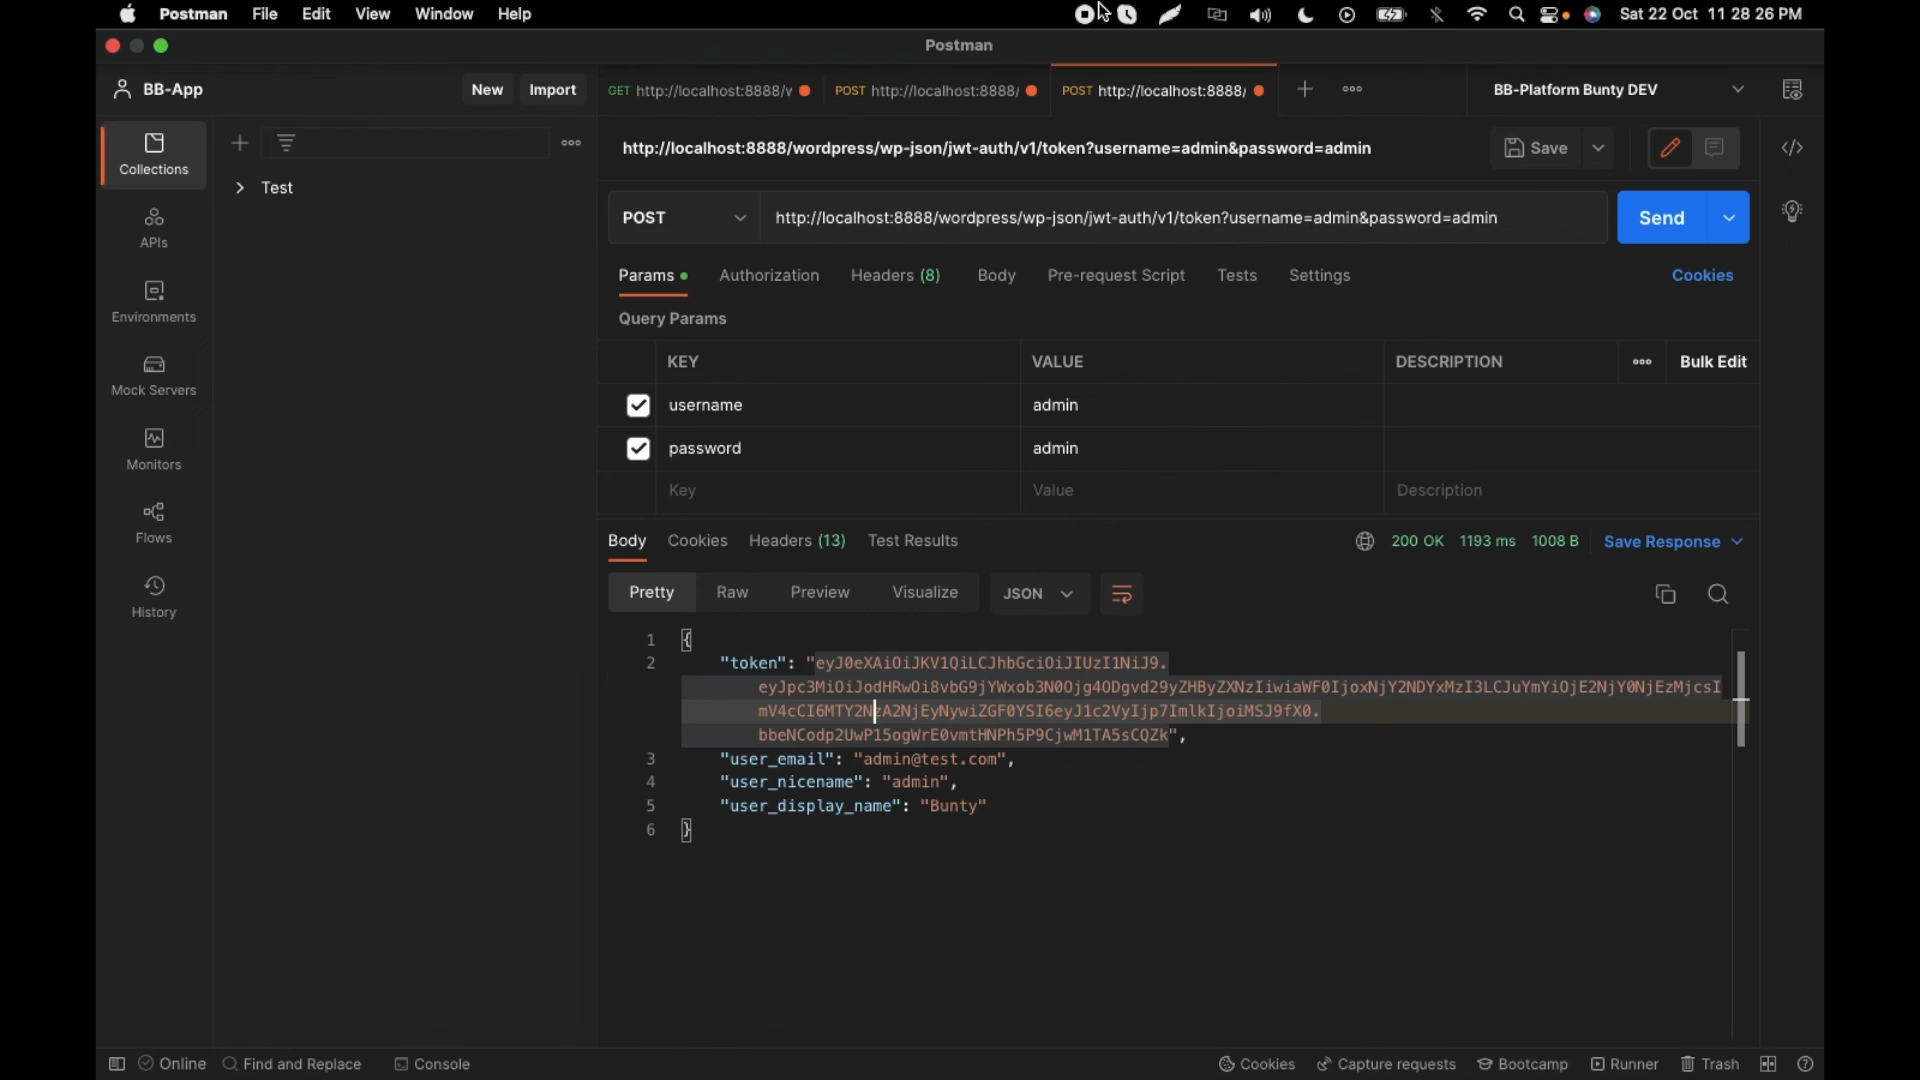 Postman File Edit View Window Help Sat 22 Oct 11 28 26 PM
Postman
BB-App New Import GET http://localhost:8888/v POST http://localhost:8888/ POST http://localhost:8888/ BB-Platform Bunty DEV
Collections
Test
http://localhost:8888/wordpress/wp-json/jwt-auth/v1/token?username=admin&password=admin Save
POST http://localhost:8888/wordpress/wp-json/jwt-auth/v1/token?username=admin&password=admin Send
APIs
Params Authorization Headers (8) Body Pre-request Script Tests Settings Cookies
Environments
Query Params
KEY VALUE DESCRIPTION Bulk Edit
Mock Servers
username admin
password admin
Monitors
Key Value Description
Flows
Body Cookies Headers (13) Test Results 200 OK 1193 ms 1008 B Save Response
Pretty Raw Preview Visualize JSON
History
1 {
2 "token": "eyJ0eXAiOiJKV1QiLCJhbGciOiJIUzI1NiJ9.
eyJpc3MiOiJodHRwOi8vbG9jYWxob3N0Ojg4ODgvd29yZHByZXNzIiwiaWF0IjoxNjY2NDYxMzI3LCJuYmYiOjE2NjY0NjEzMjcsI
mV4cCI6MTY2NzA2NjEyNywiZGF0YSI6eyJ1c2VyIjp7ImlkIjoiMSJ9fX0.
bbeNCodp2UwP15ogWrE0vmtHNPh5P9CjwM1TA5sCQZk",
3 "user_email": "admin@test.com",
4 "user_nicename": "admin",
5 "user_display_name": "Bunty"
6 }
Online Find and Replace Console Cookies Capture requests Bootcamp Runner Trash